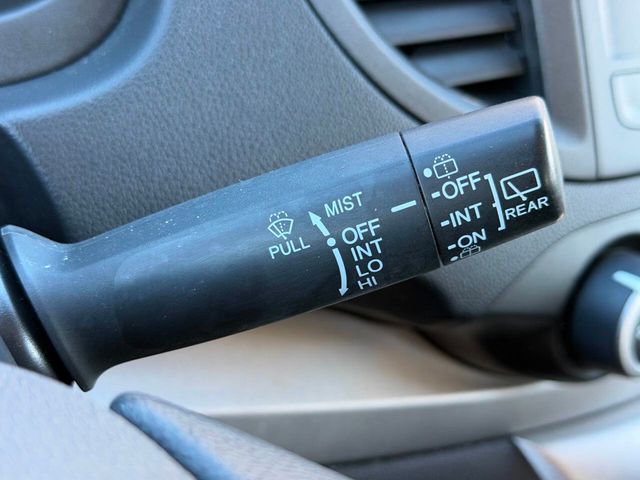 MIST
PULL
OFF
INT
LO
HI
OFF
INT
ON
REAR